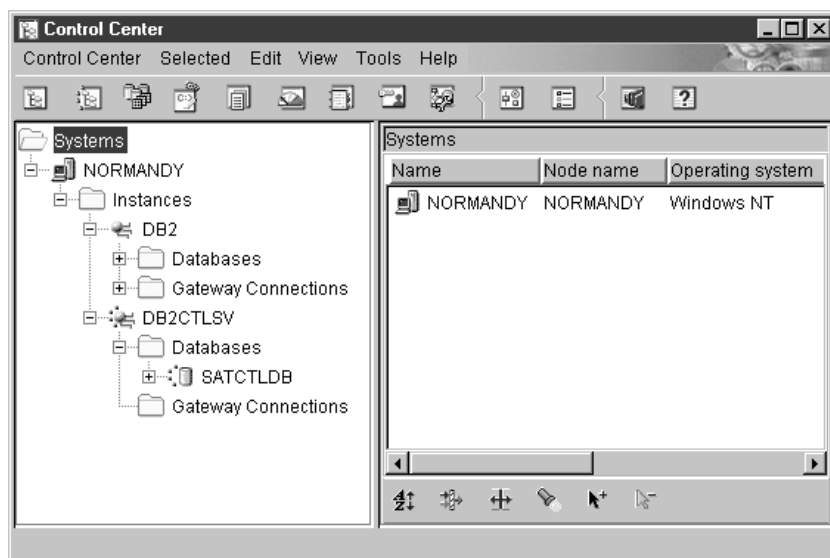 Control Center
Control Center Selected Edit View Tools Help
Systems
NORMANDY
Instances
DB2
Databases
Gateway Connections
DB2CTLSV
Databases
SATCTLDB
Gateway Connections
Systems
Name Node name Operating system
NORMANDY NORMANDY Windows NT